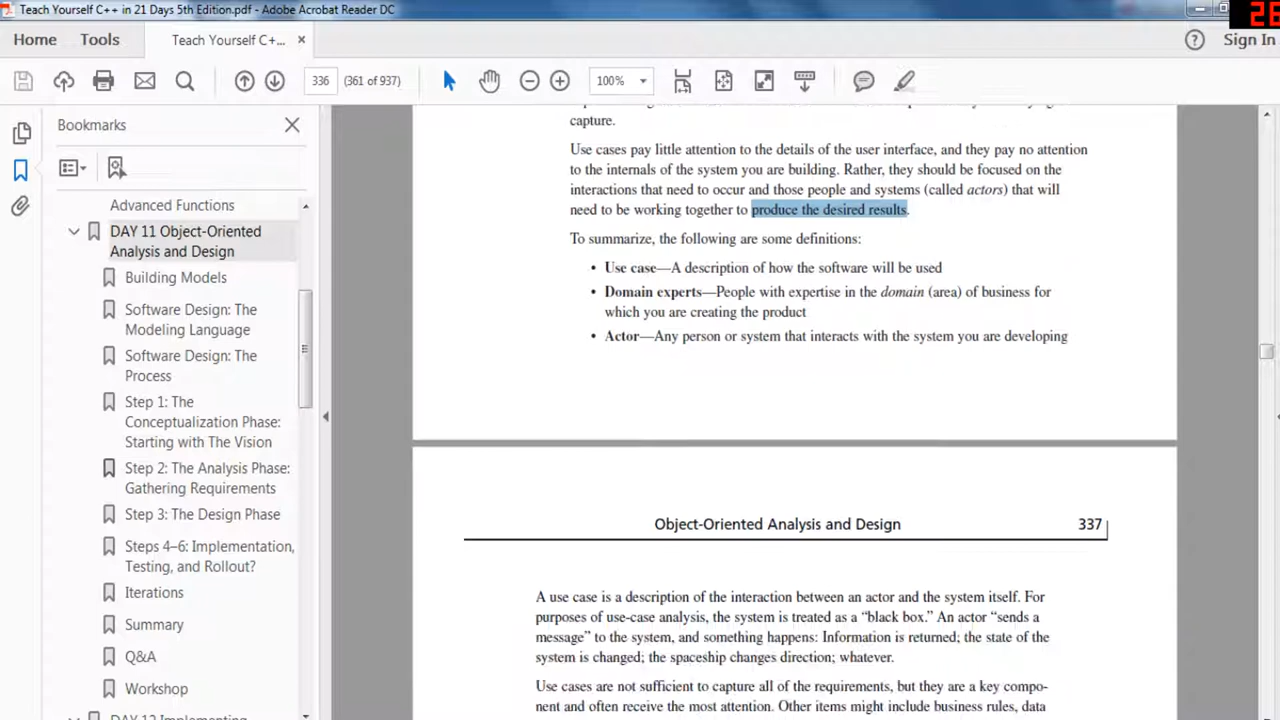 Teach Yourself C++ in 21 Days 5th Edition.pdf - Adobe Acrobat Reader DC
Home
Tools
Teach Yourself C+...
Sign In
336
(361 of 937)
100%
Bookmarks
Advanced Functions
DAY 11 Object-Oriented
Analysis and Design
Building Models
Software Design: The
Modeling Language
Software Design: The
Process
Step 1: The
Conceptualization Phase:
Starting with The Vision
Step 2: The Analysis Phase:
Gathering Requirements
Step 3: The Design Phase
Steps 4–6: Implementation,
Testing, and Rollout?
Iterations
Summary
Q&A
Workshop
DAY 12 Implementing
capture.
Use cases pay little attention to the details of the user interface, and they pay no attention
to the internals of the system you are building. Rather, they should be focused on the
interactions that need to occur and those people and systems (called actors) that will
need to be working together to produce the desired results.
To summarize, the following are some definitions:
• Use case—A description of how the software will be used
• Domain experts—People with expertise in the domain (area) of business for
which you are creating the product
• Actor—Any person or system that interacts with the system you are developing
Object-Oriented Analysis and Design
337
A use case is a description of the interaction between an actor and the system itself. For
purposes of use-case analysis, the system is treated as a “black box.” An actor “sends a
message” to the system, and something happens: Information is returned; the state of the
system is changed; the spaceship changes direction; whatever.
Use cases are not sufficient to capture all of the requirements, but they are a key compo-
nent and often receive the most attention. Other items might include business rules, data